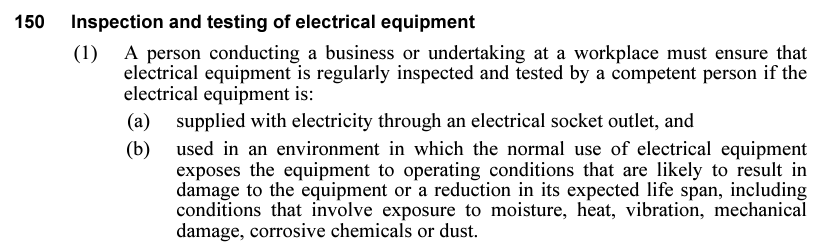 150 Inspection and testing of electrical equipment
(1) A person conducting a business or undertaking at a workplace must ensure that
electrical equipment is regularly inspected and tested by a competent person if the
electrical equipment is:
(a) supplied with electricity through an electrical socket outlet, and
(b) used in an environment in which the normal use of electrical equipment
exposes the equipment to operating conditions that are likely to result in
damage to the equipment or a reduction in its expected life span, including
conditions that involve exposure to moisture, heat, vibration, mechanical
damage, corrosive chemicals or dust.